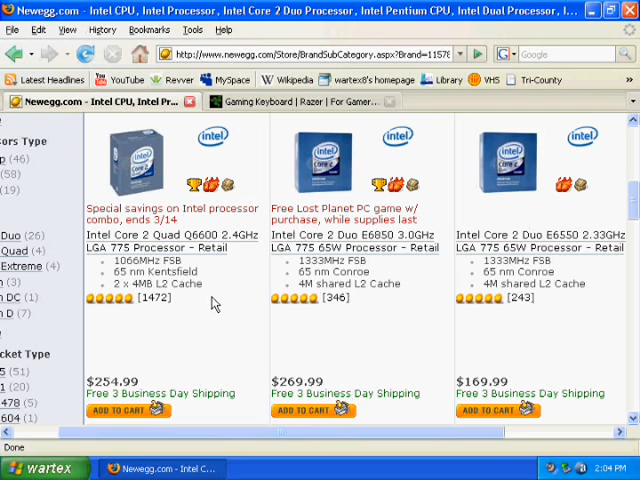 Newegg.com - Intel CPU, Intel Processor, Intel Core 2 Duo Processor, Intel Pentium CPU, Intel Dual Processor, I...
File Edit View History Bookmarks Tools Help
http://www.newegg.com/Store/BrandSubCategory.aspx?Brand=1157
Google
Latest Headlines YouTube Revver MySpace Wikipedia wartex8's homepage Library VHS Tri-County
Newegg.com - Intel CPU, Intel Pr... Gaming Keyboard | Razer | For Gamer...
sors Type
(46)
(58)
(19)
Duo (26)
Quad (4)
Extreme (4)
DC (1)
D (7)
cket Type
(51)
(20)
478 (5)
604 (1)
intel
Special savings on Intel processor
combo, ends 3/14
Intel Core 2 Quad Q6600 2.4GHz
LGA 775 Processor - Retail
1066MHz FSB
65 nm Kentsfield
2 x 4MB L2 Cache
[1472]
$254.99
Free 3 Business Day Shipping
ADD TO CART
intel
Free Lost Planet PC game w/
purchase, while supplies last
Intel Core 2 Duo E6850 3.0GHz
LGA 775 65W Processor - Retail
1333MHz FSB
65 nm Conroe
4M shared L2 Cache
[346]
$269.99
Free 3 Business Day Shipping
ADD TO CART
intel
Intel Core 2 Duo E6550 2.33GHz
LGA 775 65W Processor - Retail
1333MHz FSB
65 nm Conroe
4M shared L2 Cache
[243]
$169.99
Free 3 Business Day Shipping
ADD TO CART
Done
wartex Newegg.com - Intel C... 2:04 PM